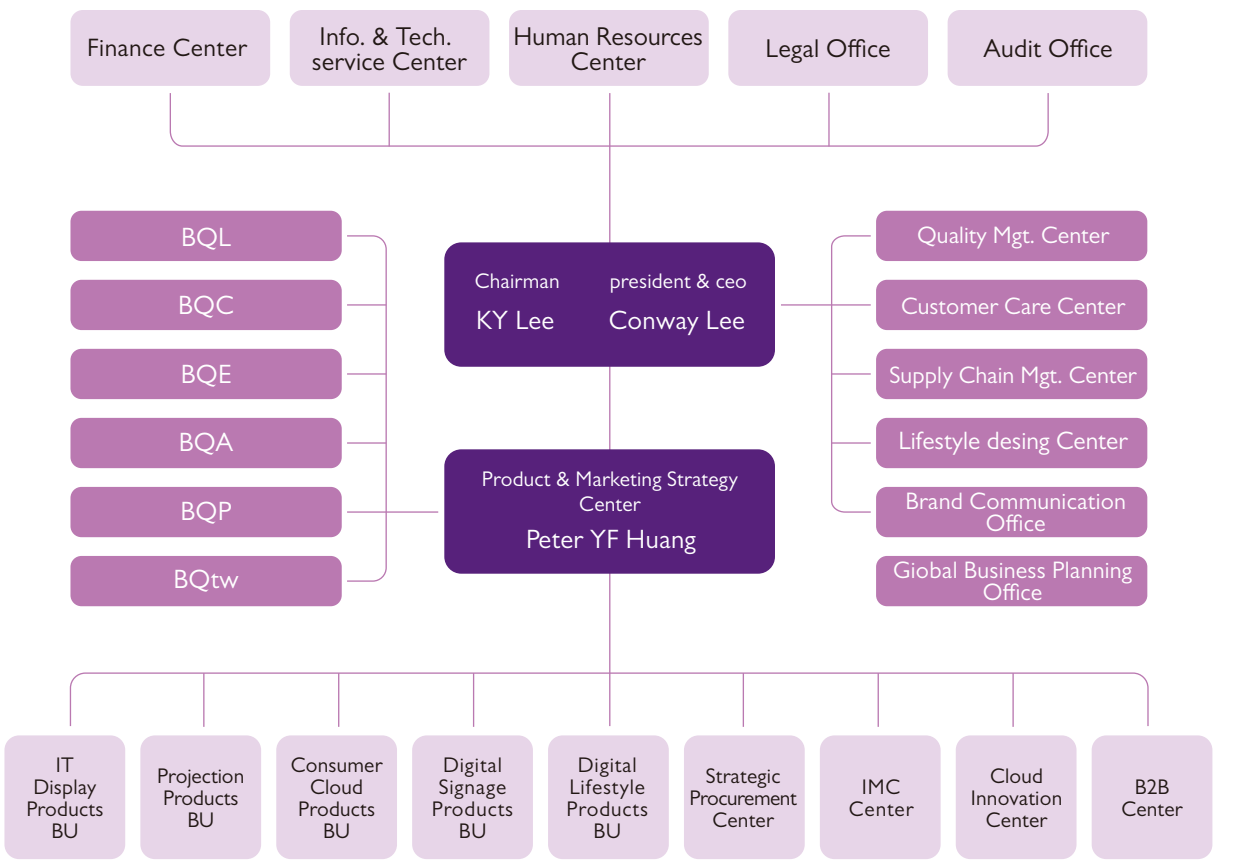 Finance Center
Info. & Tech.
service Center
Human Resources
Center
Legal Office
Audit Office
BQL
BQC
BQE
BQA
BQP
BQtw
Chairman
KY Lee
president & ceo
Conway Lee
Product & Marketing Strategy
Center
Peter YF Huang
Quality Mgt. Center
Customer Care Center
Supply Chain Mgt. Center
Lifestyle desing Center
Brand Communication
Office
Giobal Business Planning
Office
IT
Display
Products
BU
Projection
Products
BU
Consumer
Cloud
Products
BU
Digital
Signage
Products
BU
Digital
Lifestyle
Products
BU
Strategic
Procurement
Center
IMC
Center
Cloud
Innovation
Center
B2B
Center